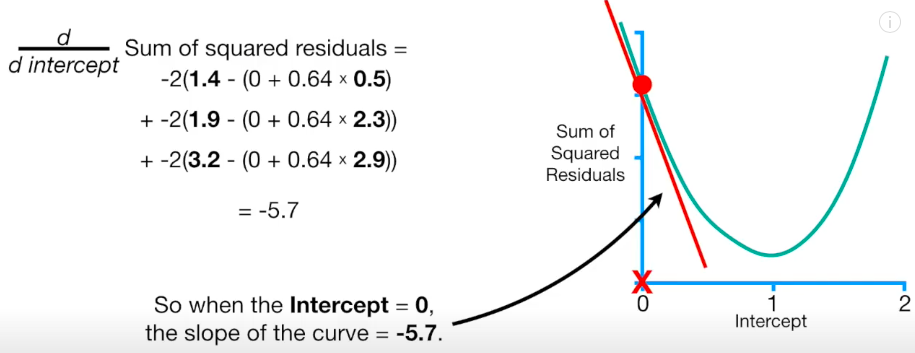 d
d intercept
Sum of squared residuals =
-2(1.4 - (0 + 0.64 × 0.5)
+ -2(1.9 - (0 + 0.64 × 2.3))
+ -2(3.2 - (0 + 0.64 × 2.9))
= -5.7
So when the Intercept = 0,
the slope of the curve = -5.7.
Sum of
Squared
Residuals
X
0
1
2
Intercept
i